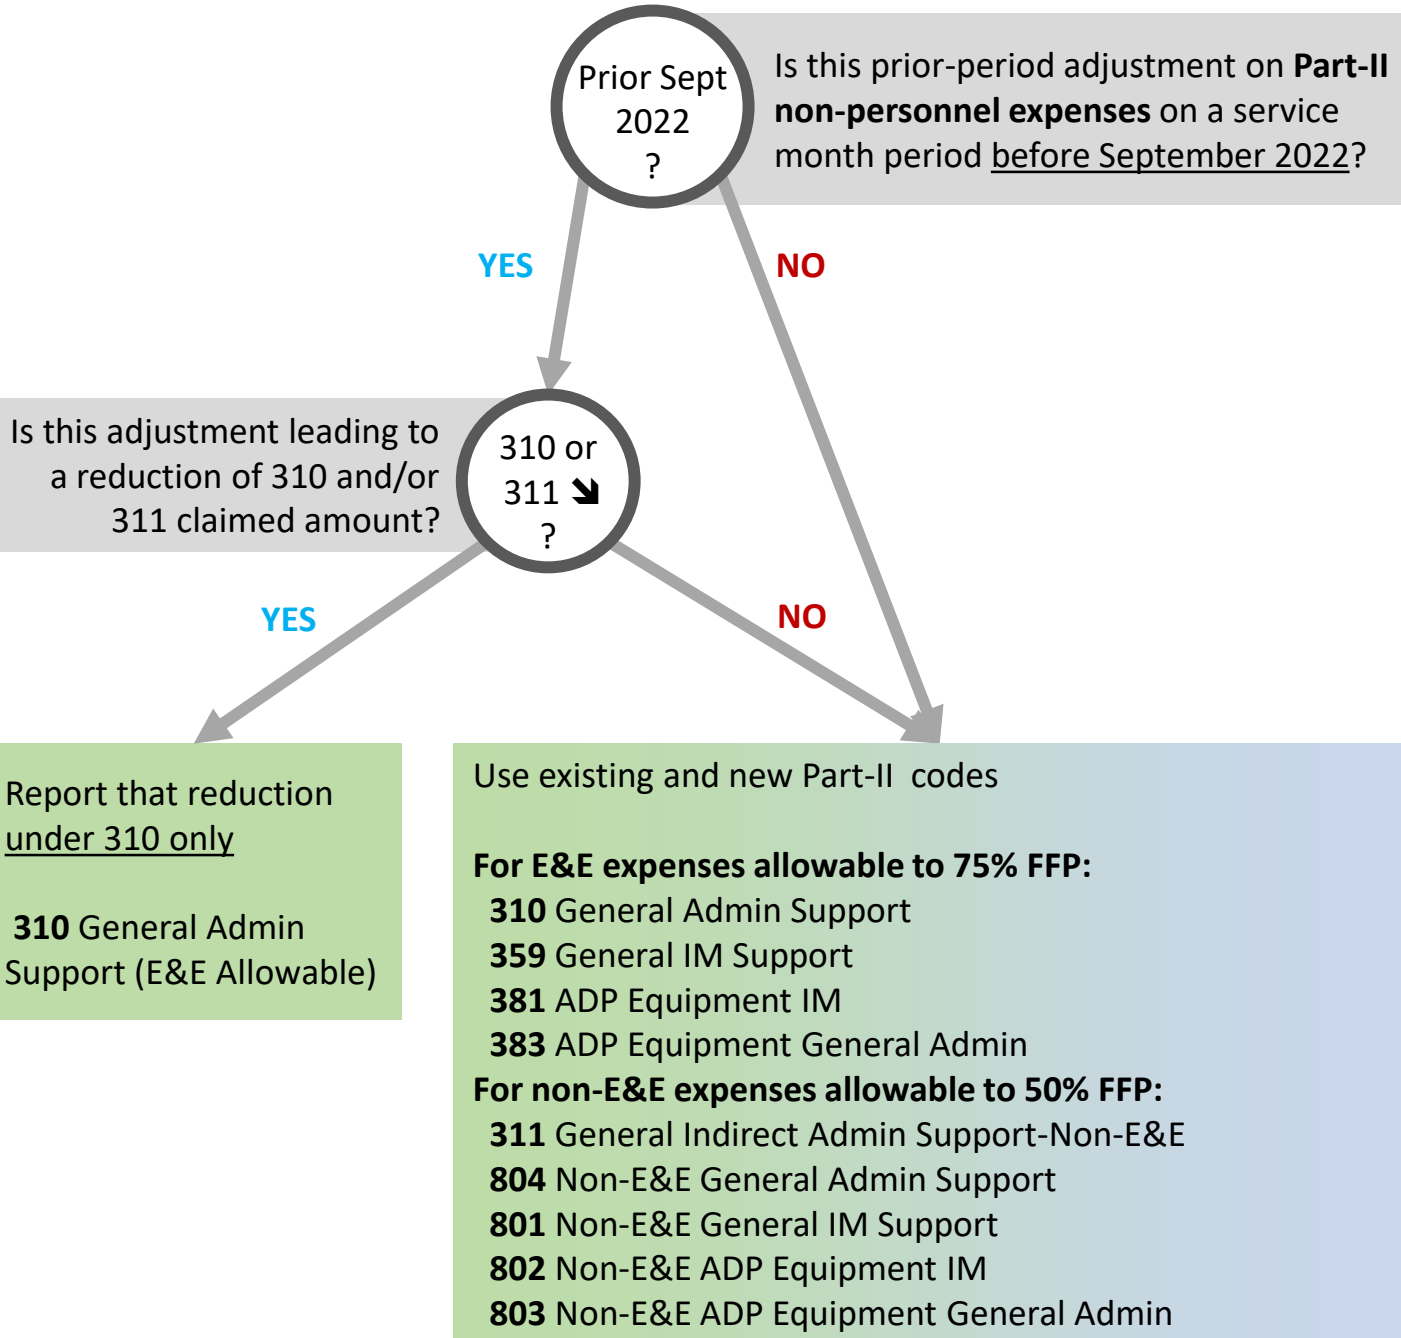 Prior Sept
2022
?
Is this prior-period adjustment on Part-II
non-personnel expenses on a service
month period before September 2022?
YES
NO
Is this adjustment leading to
a reduction of 310 and/or
311 claimed amount?
310 or
311 ➘
?
YES
NO
Report that reduction
under 310 only
310 General Admin
Support (E&E Allowable)
Use existing and new Part-II codes
For E&E expenses allowable to 75% FFP:
310 General Admin Support
359 General IM Support
381 ADP Equipment IM
383 ADP Equipment General Admin
For non-E&E expenses allowable to 50% FFP:
311 General Indirect Admin Support-Non-E&E
804 Non-E&E General Admin Support
801 Non-E&E General IM Support
802 Non-E&E ADP Equipment IM
803 Non-E&E ADP Equipment General Admin